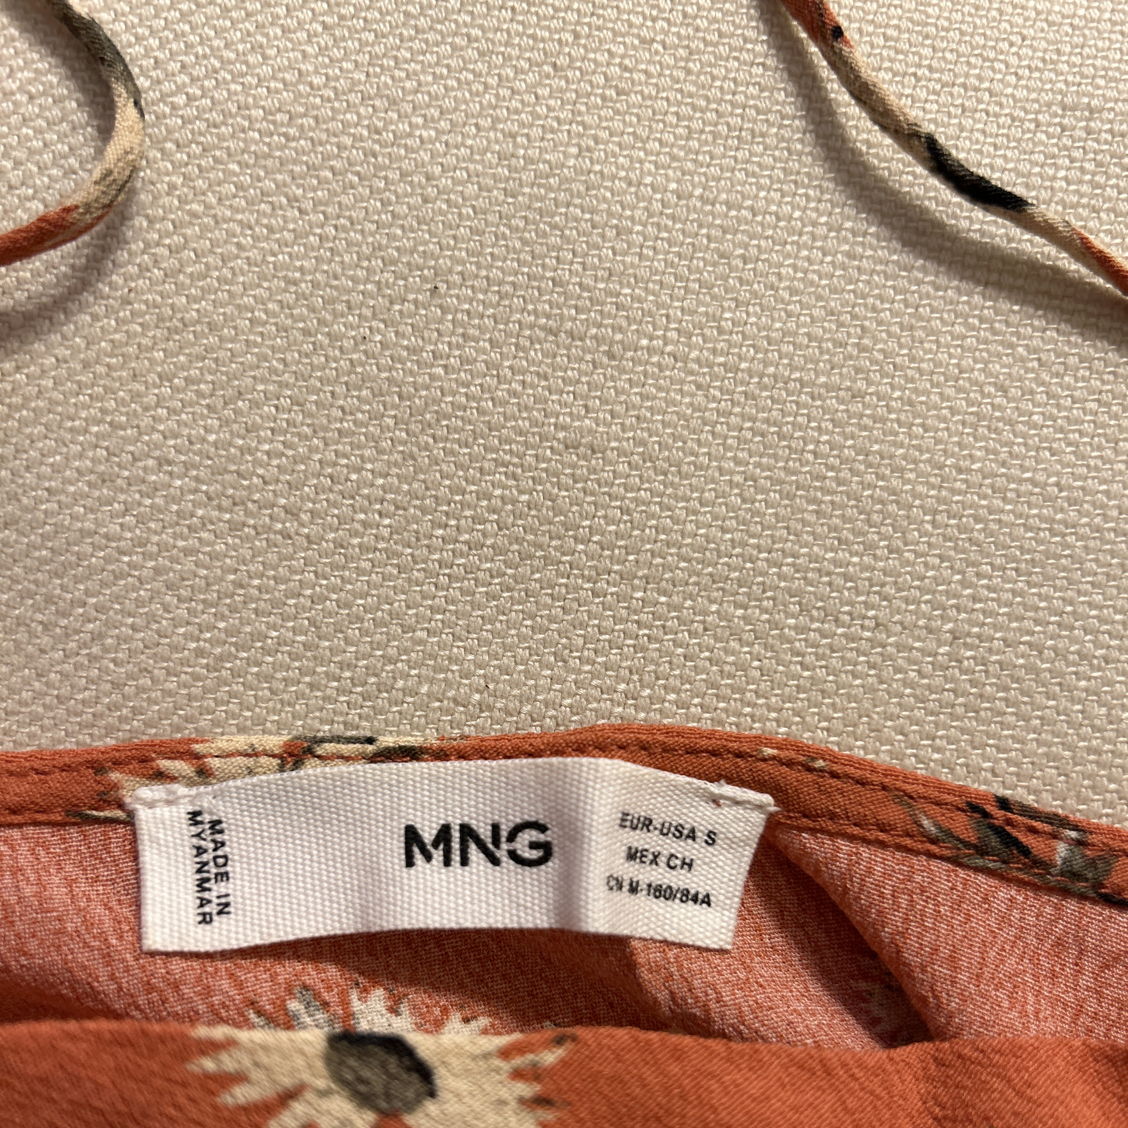 MADE IN
MYANMAR
MNG
EUR-USA S
MEX CH
CN M-160/84A